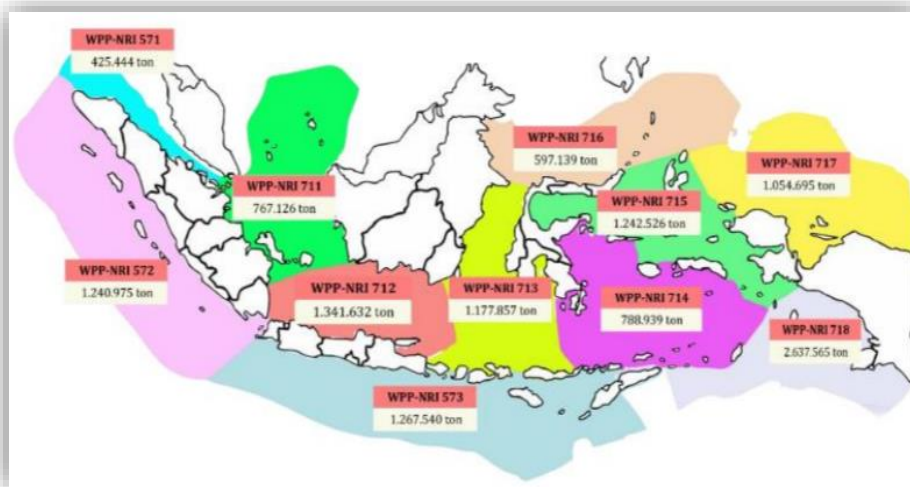 WPP-NRI 571
425.444 ton
WPP-NRI 716
597.139 ton
WPP-NRI 717
1.054.695 ton
WPP-NRI 711
767.126 ton
WPP-NRI 715
1.242.526 ton
WPP-NRI 572
1.240.975 ton
WPP-NRI 712
1.341.632 ton
WPP-NRI 713
1.177.857 ton
WPP-NRI 714
788.939 ton
WPP-NRI 718
2.637.565 ton
WPP-NRI 573
1.267.540 ton